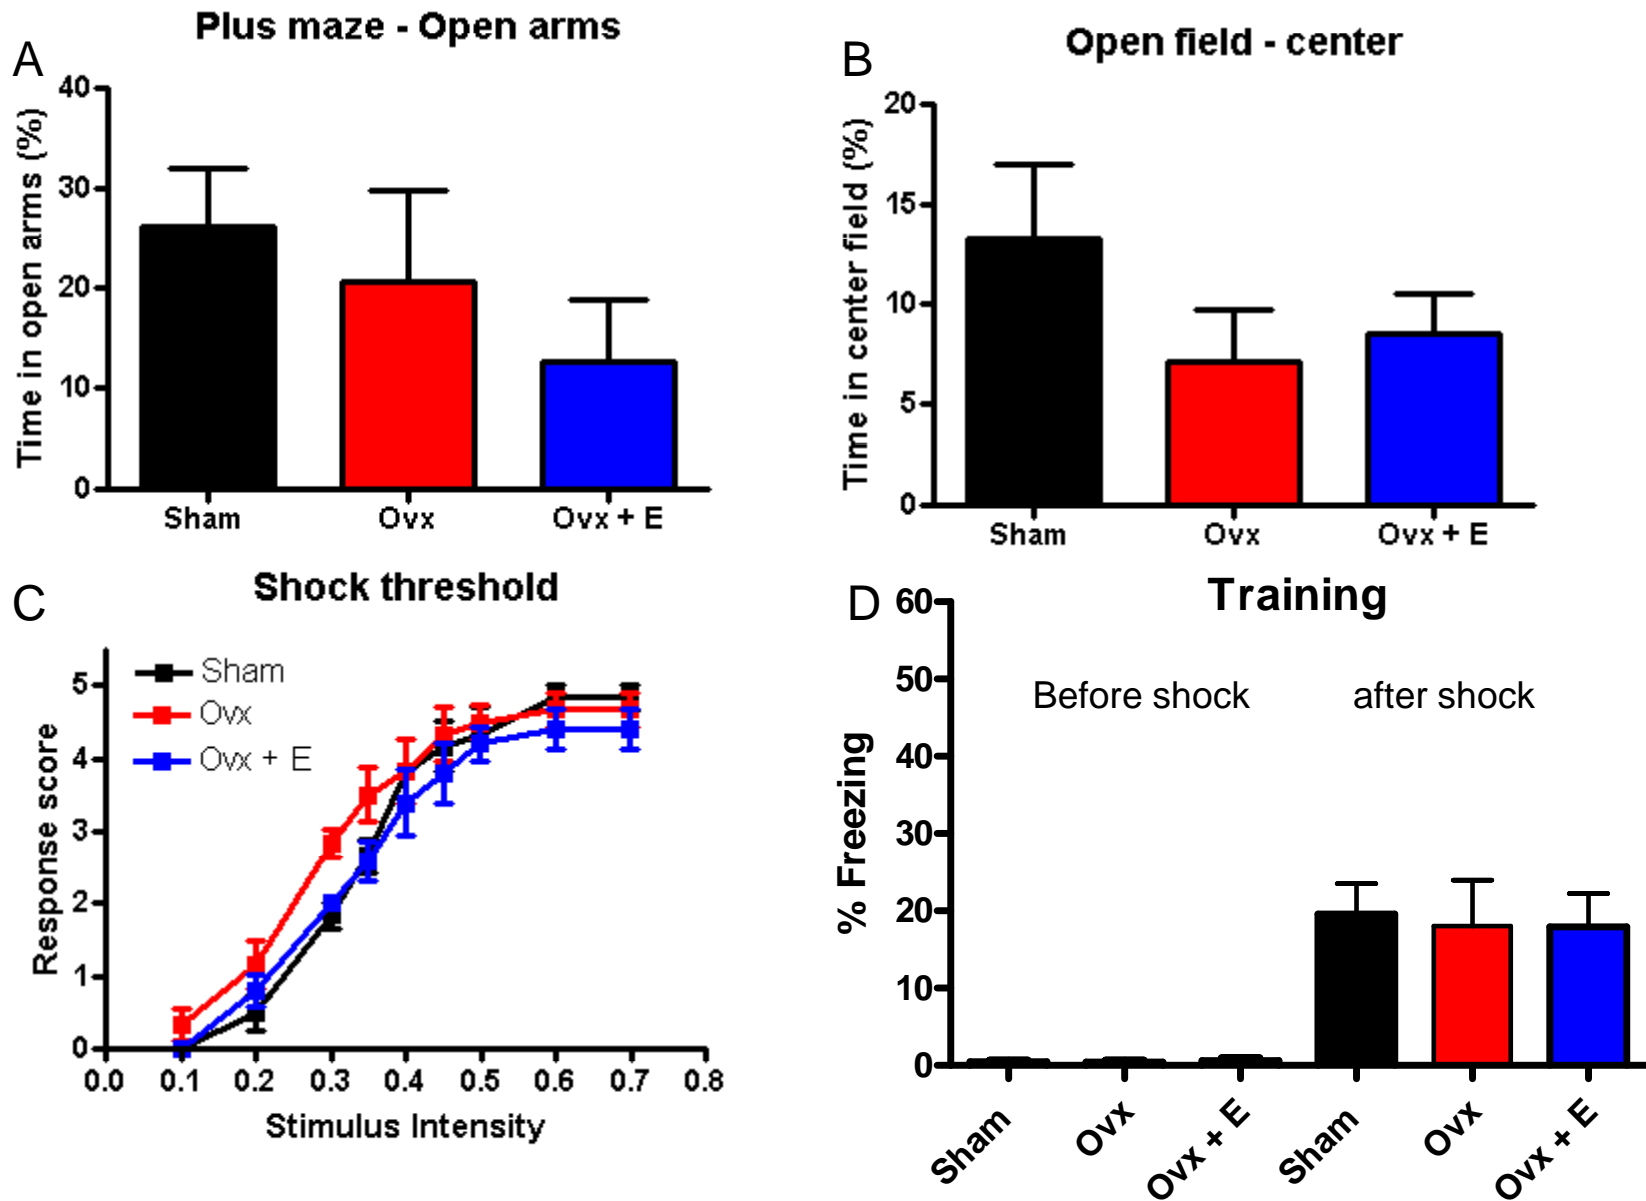 A
Plus maze - Open arms
Time in open arms (%)
40
30
20
10
0
Sham Ovx Ovx + E
B
Open field - center
Time in center field (%)
20
15
10
5
0
Sham Ovx Ovx + E
C
Shock threshold
Response score
5
4
3
2
1
0
Sham
Ovx
Ovx + E
0.0 0.1 0.2 0.3 0.4 0.5 0.6 0.7 0.8
Stimulus Intensity
D
Training
% Freezing
60
50
40
30
20
10
0
Before shock after shock
Sham Ovx Ovx + E Sham Ovx Ovx + E